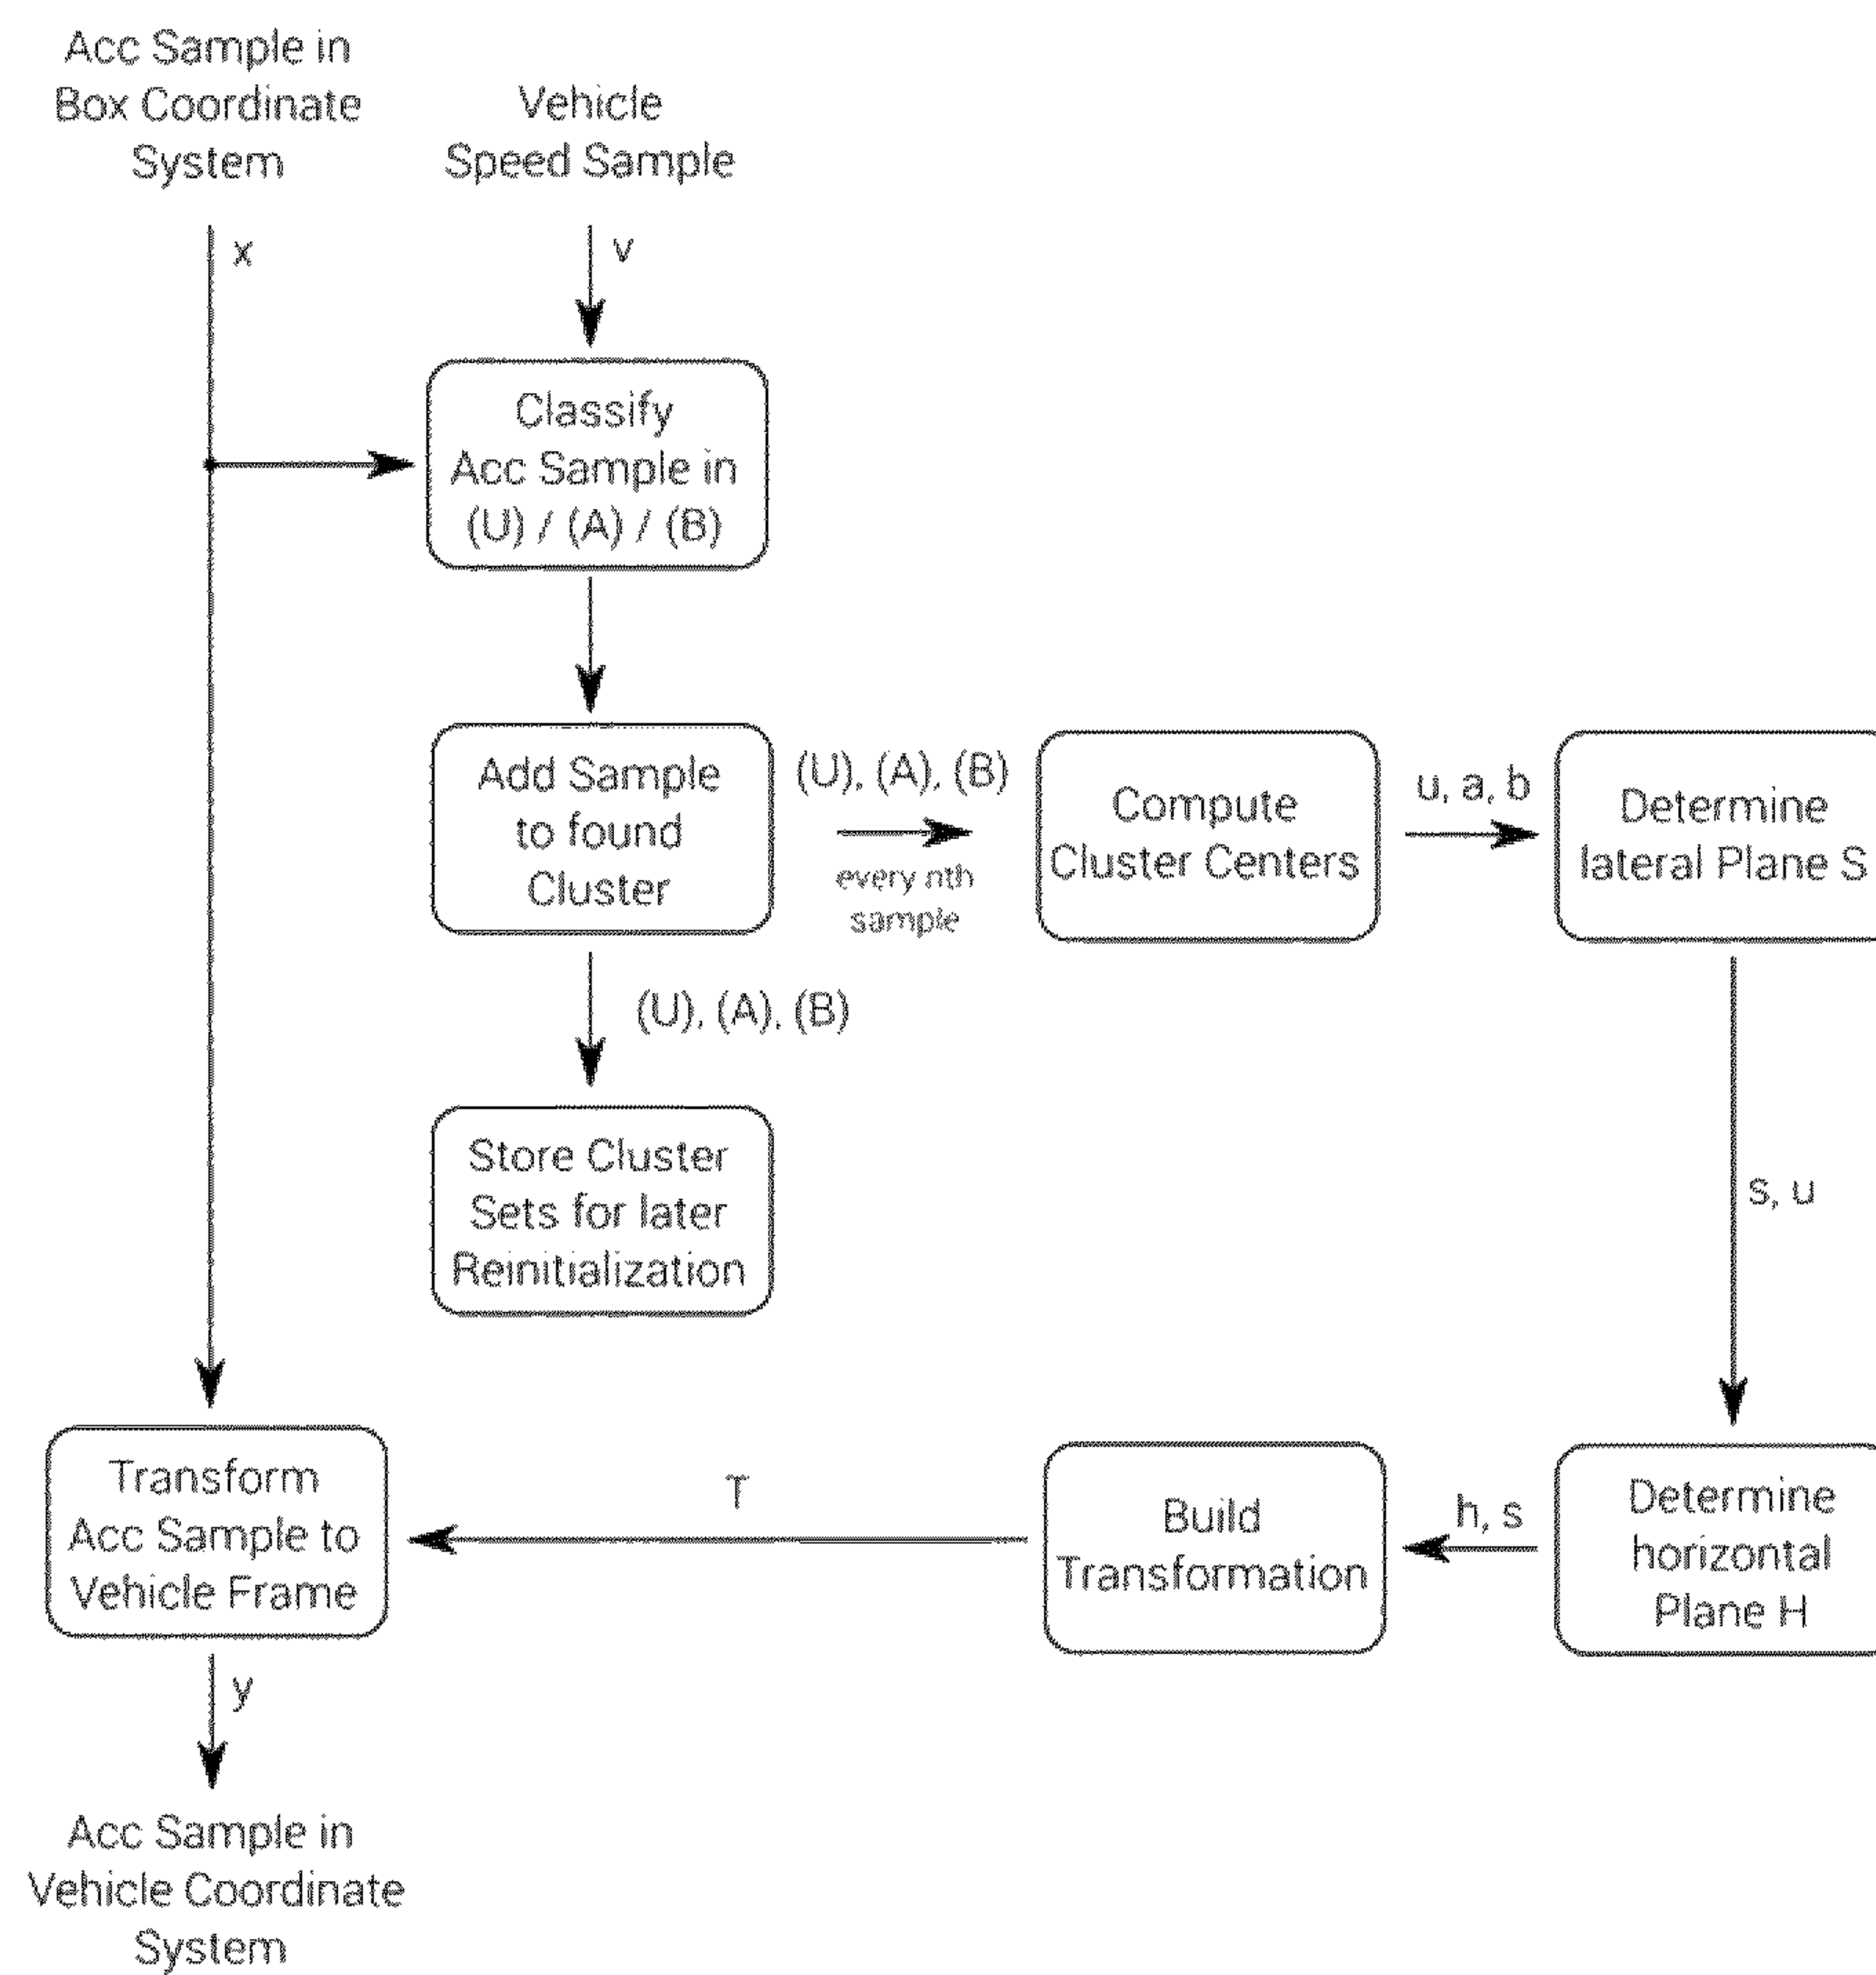 Acc Sample in
Box Coordinate
System
Vehicle
Speed Sample
x
v
Classify
Acc Sample in
(U) / (A) / (B)
Add Sample
to found
Cluster
(U), (A), (B)
every nth
sample
Compute
Cluster Centers
u, a, b
Determine
lateral Plane S
(U), (A), (B)
Store Cluster
Sets for later
Reinitialization
s, u
Transform
Acc Sample to
Vehicle Frame
T
Build
Transformation
h, s
Determine
horizontal
Plane H
y
Acc Sample in
Vehicle Coordinate
System